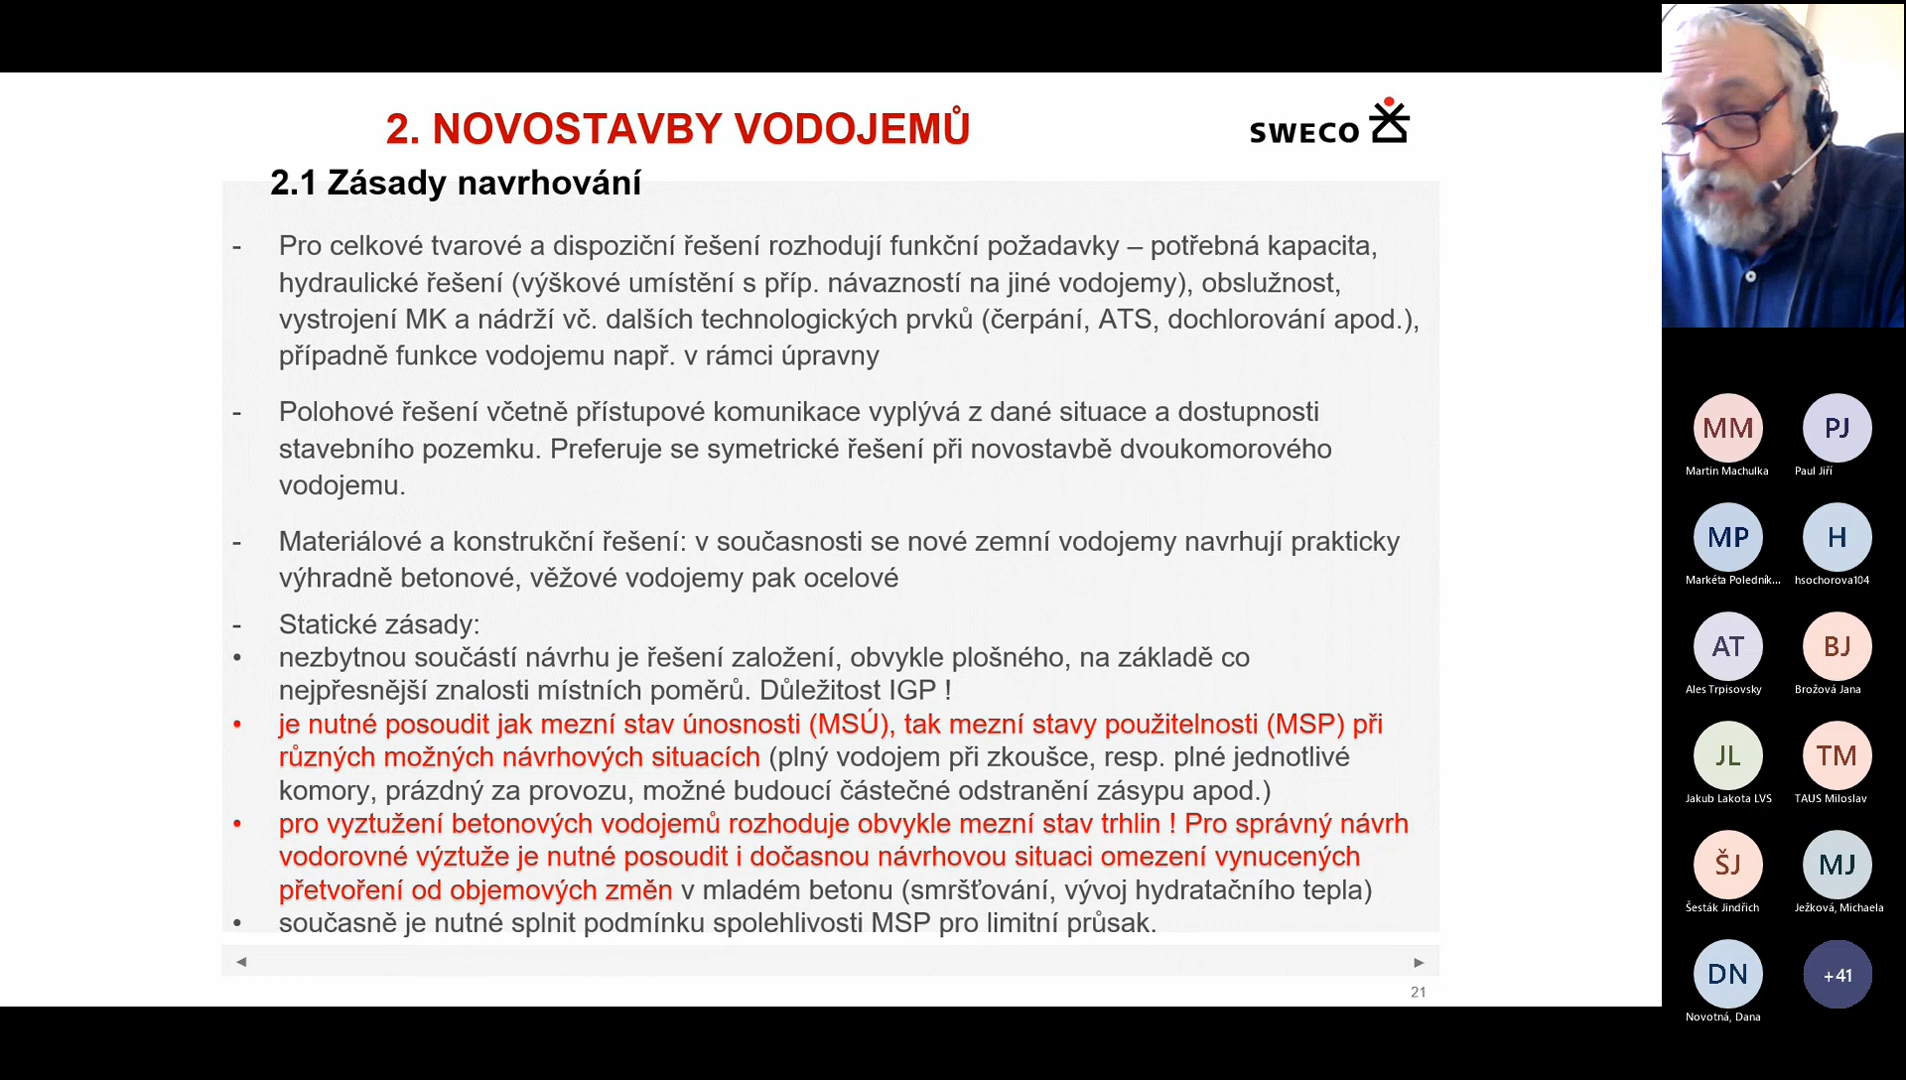 2. NOVOSTAVBY VODOJEMŮ
SWECO
2.1 Zásady navrhování
- Pro celkové tvarové a dispoziční řešení rozhodují funkční požadavky – potřebná kapacita,
hydraulické řešení (výškové umístění s příp. návazností na jiné vodojemy), obslužnost,
vystrojení MK a nádrží vč. dalších technologických prvků (čerpání, ATS, dochlorování apod.),
případně funkce vodojemu např. v rámci úpravny
- Polohové řešení včetně přístupové komunikace vyplývá z dané situace a dostupnosti
stavebního pozemku. Preferuje se symetrické řešení při novostavbě dvoukomorového
vodojemu.
- Materiálové a konstrukční řešení: v současnosti se nové zemní vodojemy navrhují prakticky
výhradně betonové, věžové vodojemy pak ocelové
- Statické zásady:
• nezbytnou součástí návrhu je řešení založení, obvykle plošného, na základě co
nejpřesnější znalosti místních poměrů. Důležitost IGP !
• je nutné posoudit jak mezní stav únosnosti (MSÚ), tak mezní stavy použitelnosti (MSP) při
různých možných návrhových situacích (plný vodojem při zkoušce, resp. plné jednotlivé
komory, prázdný za provozu, možné budoucí částečné odstranění zásypu apod.)
• pro vyztužení betonových vodojemů rozhoduje obvykle mezní stav trhlin ! Pro správný návrh
vodorovné výztuže je nutné posoudit i dočasnou návrhovou situaci omezení vynucených
přetvoření od objemových změn v mladém betonu (smršťování, vývoj hydratačního tepla)
• současně je nutné splnit podmínku spolehlivosti MSP pro limitní průsak.
21
MM PJ
Martin Machulka Paul Jiří
MP H
Markéta Poledník... hsochorova104
AT BJ
Ales Trpisovsky Brožová Jana
JL TM
Jakub Lakota LVS TAUS Miloslav
ŠJ MJ
Šesták Jindřich Ježková, Michaela
DN +41
Novotná, Dana